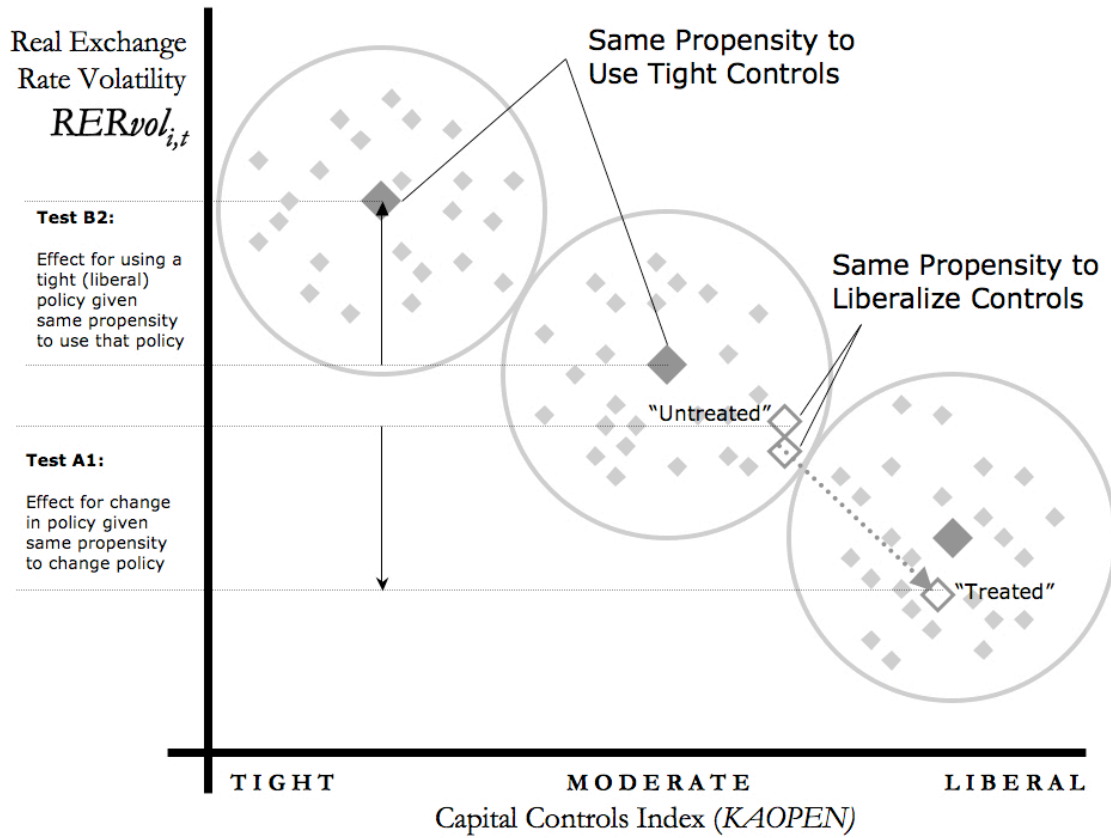 Real Exchange
Rate Volatility
RERvol i,t
Same Propensity to
Use Tight Controls
Test B2:
Effect for using a
tight (liberal)
policy given
same propensity
to use that policy
Same Propensity to
Liberalize Controls
"Untreated"
Test A1:
Effect for change
in policy given
same propensity
to change policy
"Treated"
TIGHT
MODERATE
LIBERAL
Capital Controls Index (KAOPEN)